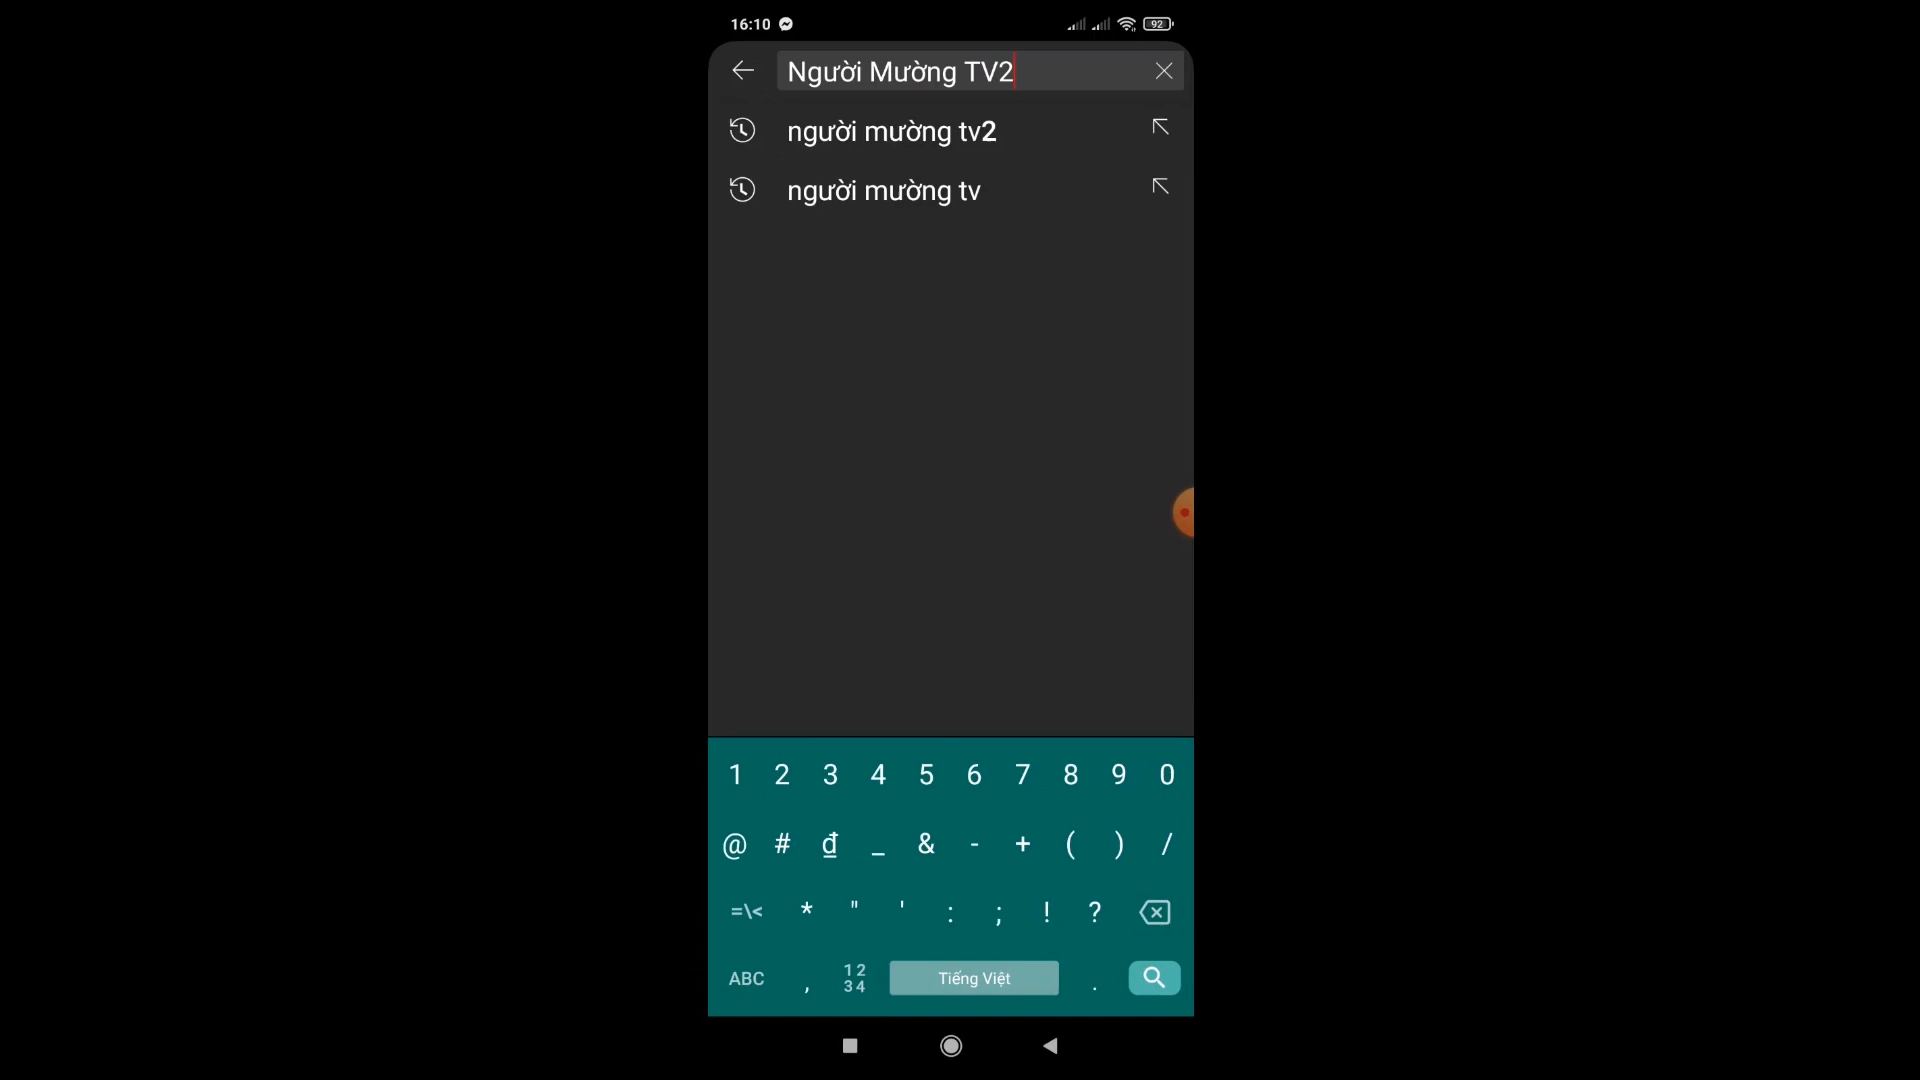 16:10
92
Người Mường TV2
người mường tv2
người mường tv
1 2 3 4 5 6 7 8 9 0
@ # ₫ _ & - + ( ) /
=\< * " ' : ; ! ?
ABC , 12 34 Tiếng Việt .